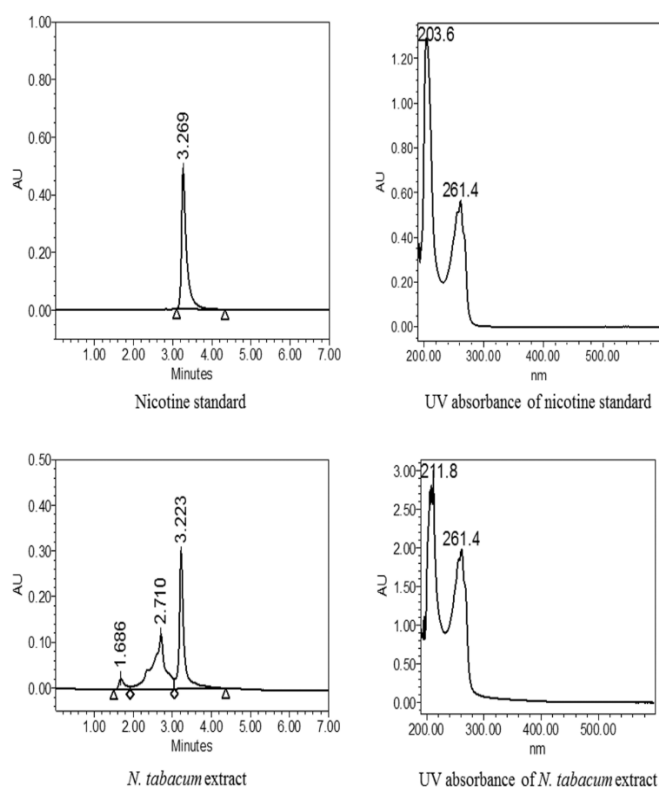 1.00
0.80
0.60
0.40
0.20
0.00
AU
3.269
1.00 2.00 3.00 4.00 5.00 6.00 7.00
Minutes
Nicotine standard
203.6
261.4
1.20
1.00
0.80
0.60
0.40
0.20
0.00
AU
200.00 300.00 400.00 500.00
nm
UV absorbance of nicotine standard
0.50
0.40
0.30
0.20
0.10
0.00
AU
1.686
2.710
3.223
1.00 2.00 3.00 4.00 5.00 6.00 7.00
Minutes
N. tabacum extract
211.8
261.4
3.00
2.50
2.00
1.50
1.00
0.50
0.00
AU
200.00 300.00 400.00 500.00
nm
UV absorbance of N. tabacum extract